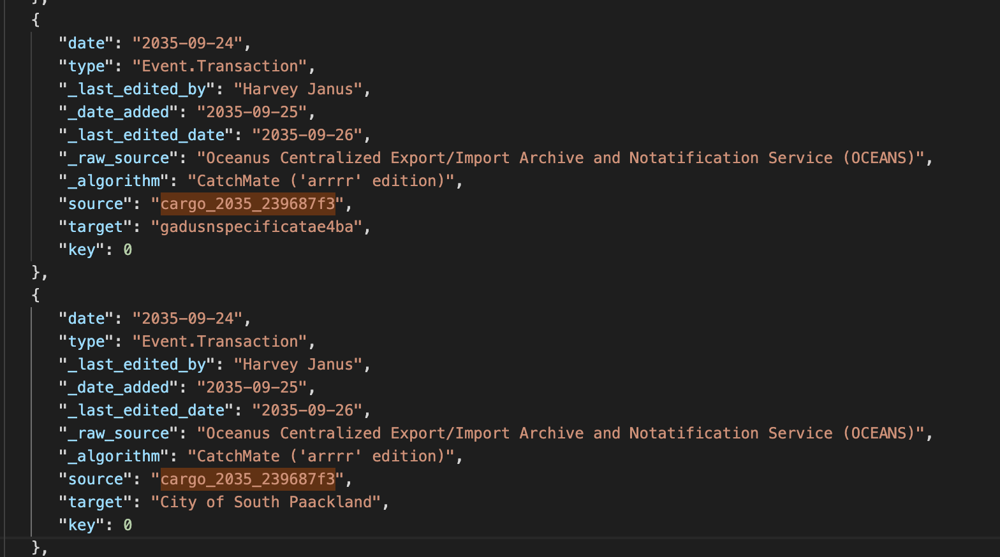 },
{
"date": "2035-09-24",
"type": "Event.Transaction",
"_last_edited_by": "Harvey Janus",
"_date_added": "2035-09-25",
"_last_edited_date": "2035-09-26",
"_raw_source": "Oceanus Centralized Export/Import Archive and Notatification Service (OCEANS)",
"_algorithm": "CatchMate ('arrrr' edition)",
"source": "cargo_2035_239687f3",
"target": "gadusnspecificatae4ba",
"key": 0
},
{
"date": "2035-09-24",
"type": "Event.Transaction",
"_last_edited_by": "Harvey Janus",
"_date_added": "2035-09-25",
"_last_edited_date": "2035-09-26",
"_raw_source": "Oceanus Centralized Export/Import Archive and Notatification Service (OCEANS)",
"_algorithm": "CatchMate ('arrrr' edition)",
"source": "cargo_2035_239687f3",
"target": "City of South Paackland",
"key": 0
},